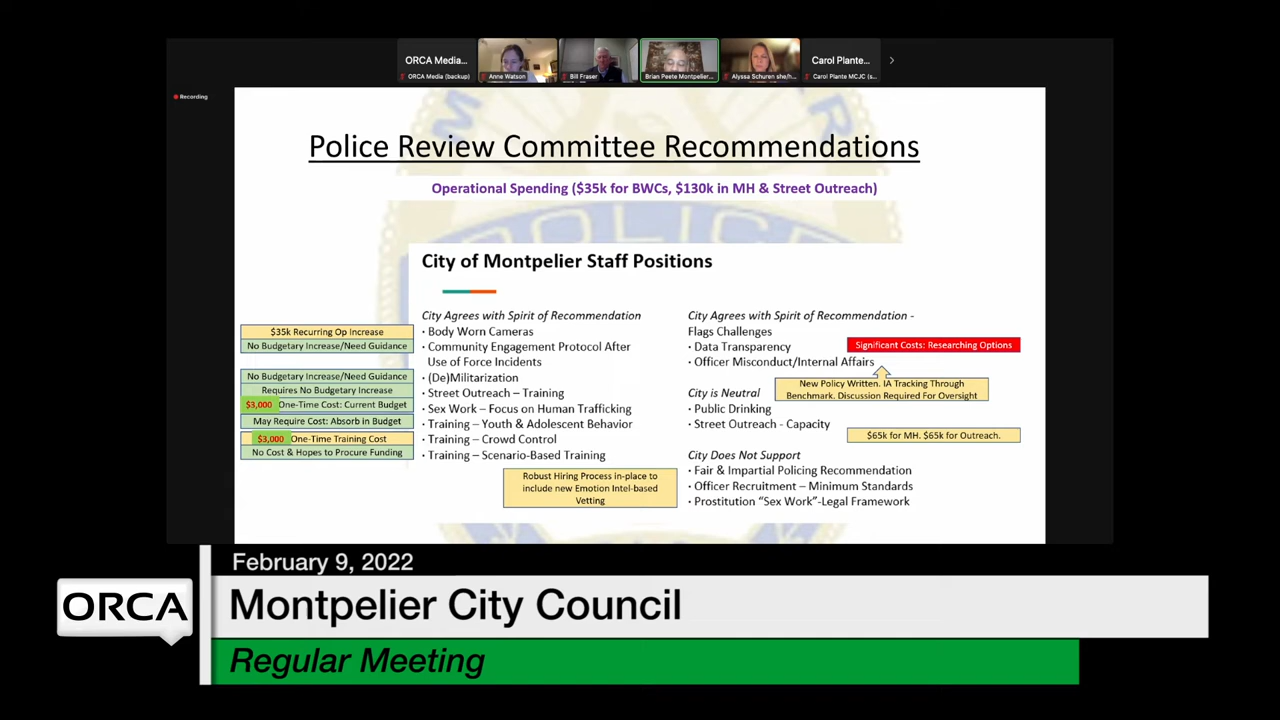 ORCA Media...
ORCA Media (backup)
Anne Watson
Bill Fraser
Brian Peete Montpelier...
Alyssa Schuren she/h...
Carol Plante...
Carol Plante MCJC (s...
Recording
Police Review Committee Recommendations
Operational Spending ($35k for BWCs, $130k in MH & Street Outreach)
City of Montpelier Staff Positions
City Agrees with Spirit of Recommendation
· Body Worn Cameras
· Community Engagement Protocol After
Use of Force Incidents
· (De)Militarization
· Street Outreach – Training
· Sex Work – Focus on Human Trafficking
· Training – Youth & Adolescent Behavior
· Training – Crowd Control
· Training – Scenario-Based Training
$35k Recurring Op Increase
No Budgetary Increase/Need Guidance
No Budgetary Increase/Need Guidance
Requires No Budgetary Increase
$3,000 One-Time Cost: Current Budget
May Require Cost: Absorb in Budget
$3,000 One-Time Training Cost
No Cost & Hopes to Procure Funding
Robust Hiring Process in-place to
include new Emotion Intel-based
Vetting
City Agrees with Spirit of Recommendation -
Flags Challenges
· Data Transparency
· Officer Misconduct/Internal Affairs
Significant Costs: Researching Options
New Policy Written. IA Tracking Through
Benchmark. Discussion Required For Oversight
City is Neutral
· Public Drinking
· Street Outreach - Capacity
$65k for MH. $65k for Outreach.
City Does Not Support
· Fair & Impartial Policing Recommendation
· Officer Recruitment – Minimum Standards
· Prostitution “Sex Work”-Legal Framework
POLICE
February 9, 2022
ORCA
Montpelier City Council
Regular Meeting